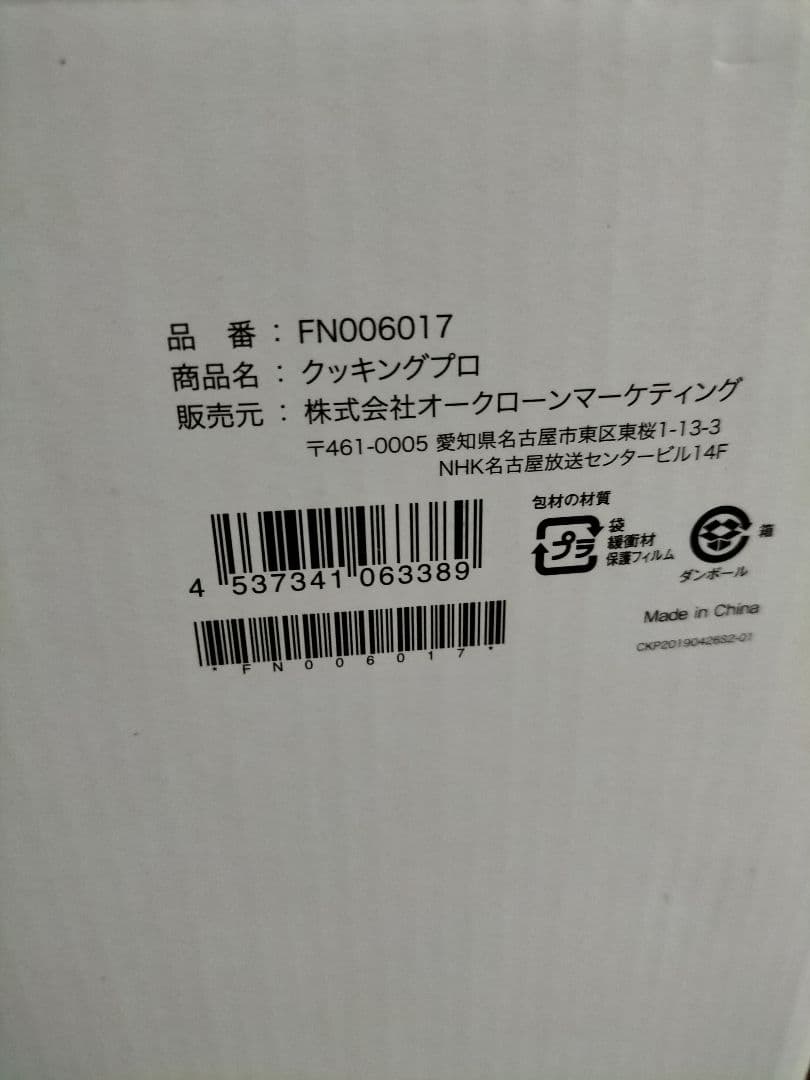 品　番 : FN006017
商品名 : クッキングプロ
販売元 : 株式会社オークローンマーケティング
〒461-0005 愛知県名古屋市東区東桜1-13-3
NHK名古屋放送センタービル14F
包材の材質
プラ
袋
緩衝材
保護フィルム
箱
ダンボール
4 537341 063389
*FN006017*
Made in China
CKP20190426S2-01